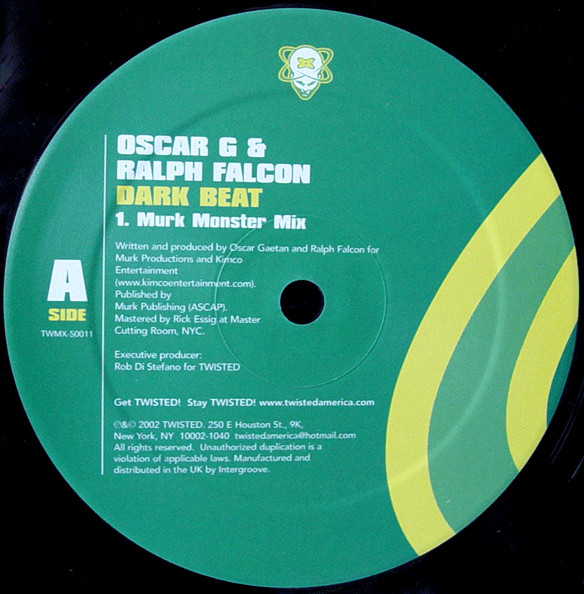 OSCAR G &
RALPH FALCON
DARK BEAT
1. Murk Monster Mix
Written and produced by Oscar Gaetan and Ralph Falcon for
Murk Productions and Kimco
Entertainment
(www.kimcoentertainment.com).
Published by
Murk Publishing (ASCAP).
Mastered by Rick Essig at Master
Cutting Room, NYC.
A
SIDE
TWMX-50011
Executive producer:
Rob Di Stefano for TWISTED
Get TWISTED! Stay TWISTED! www.twistedamerica.com
℗&© 2002 TWISTED. 250 E Houston St., 9K,
New York, NY 10002-1040 twistedamerica@hotmail.com
All rights reserved. Unauthorized duplication is a
violation of applicable laws. Manufactured and
distributed in the UK by Intergroove.